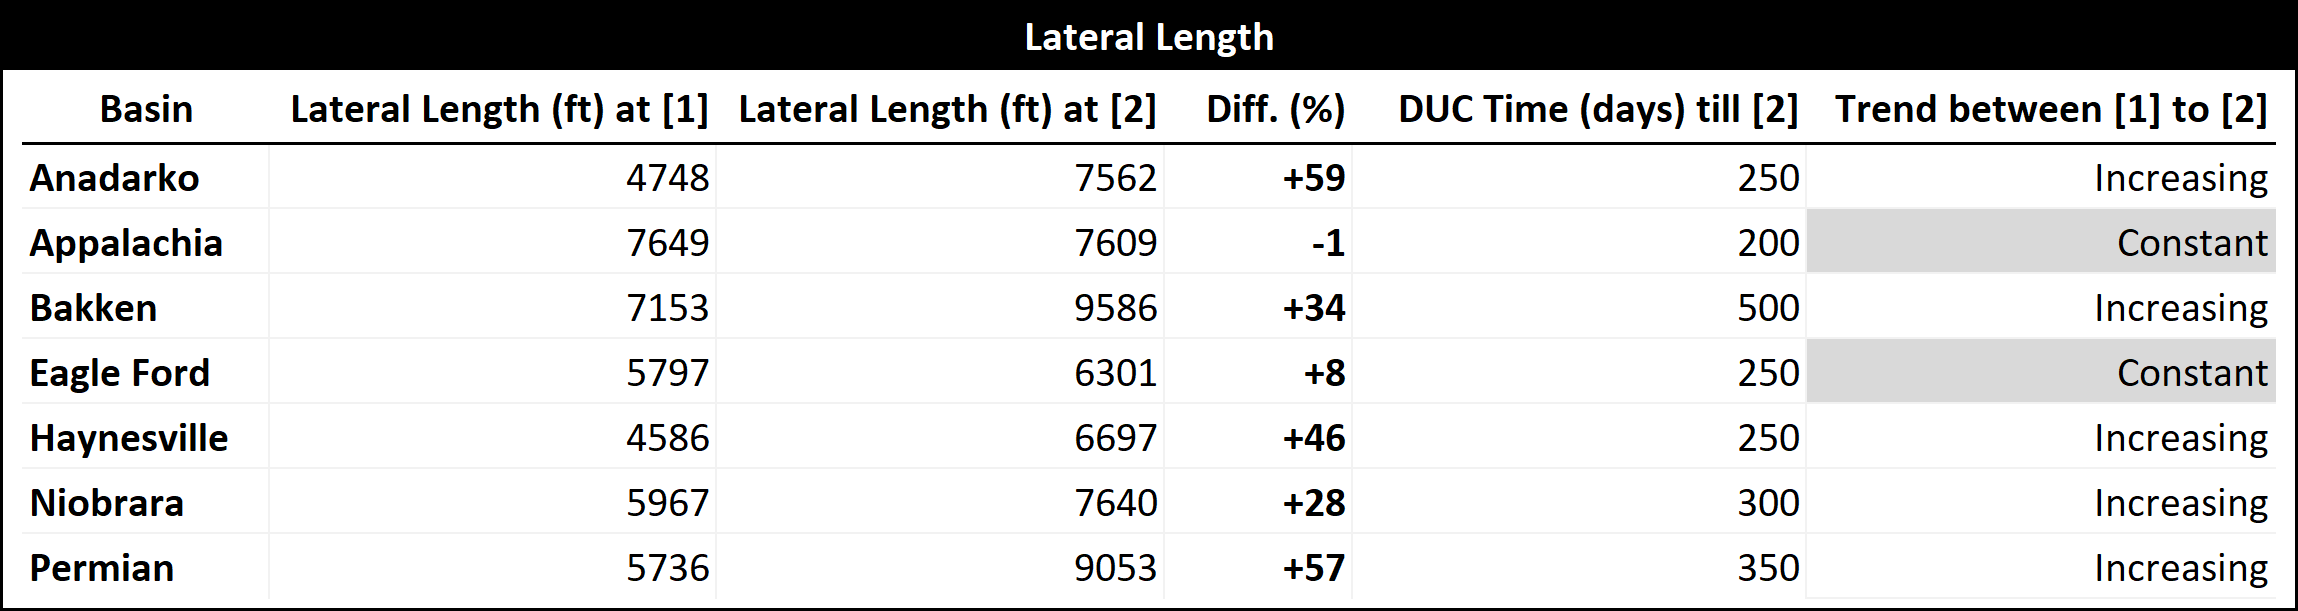 Lateral Length
Basin Lateral Length (ft) at [1] Lateral Length (ft) at [2] Diff. (%) DUC Time (days) till [2] Trend between [1] to [2]
Anadarko 4748 7562 +59 250 Increasing
Appalachia 7649 7609 -1 200 Constant
Bakken 7153 9586 +34 500 Increasing
Eagle Ford 5797 6301 +8 250 Constant
Haynesville 4586 6697 +46 250 Increasing
Niobrara 5967 7640 +28 300 Increasing
Permian 5736 9053 +57 350 Increasing